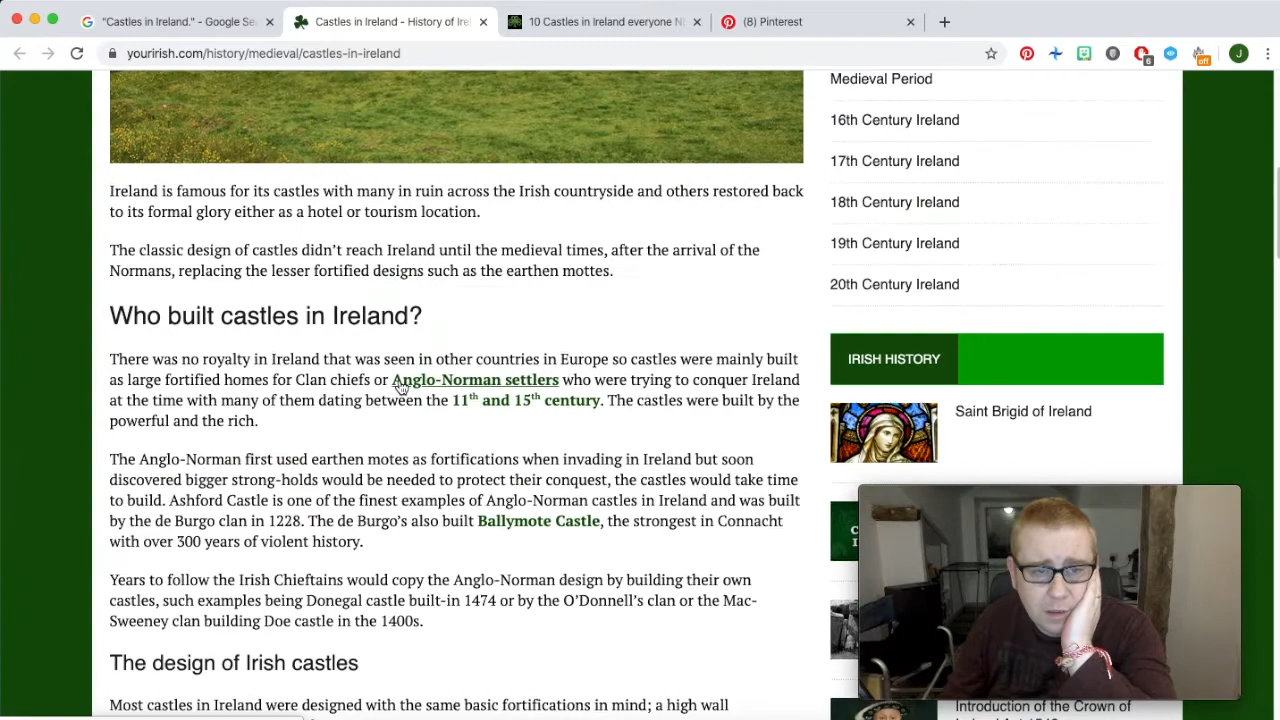 "Castles in Ireland." - Google Se
Castles in Ireland - History of Ire
10 Castles in Ireland everyone N
(8) Pinterest
yourirish.com/history/medieval/castles-in-ireland
6
off
J
Medieval Period
16th Century Ireland
17th Century Ireland
18th Century Ireland
19th Century Ireland
20th Century Ireland
Ireland is famous for its castles with many in ruin across the Irish countryside and others restored back
to its formal glory either as a hotel or tourism location.
The classic design of castles didn't reach Ireland until the medieval times, after the arrival of the
Normans, replacing the lesser fortified designs such as the earthen mottes.
Who built castles in Ireland?
There was no royalty in Ireland that was seen in other countries in Europe so castles were mainly built
as large fortified homes for Clan chiefs or Anglo-Norman settlers who were trying to conquer Ireland
at the time with many of them dating between the 11th and 15th century. The castles were built by the
powerful and the rich.
The Anglo-Norman first used earthen motes as fortifications when invading in Ireland but soon
discovered bigger strong-holds would be needed to protect their conquest, the castles would take time
to build. Ashford Castle is one of the finest examples of Anglo-Norman castles in Ireland and was built
by the de Burgo clan in 1228. The de Burgo's also built Ballymote Castle, the strongest in Connacht
with over 300 years of violent history.
Years to follow the Irish Chieftains would copy the Anglo-Norman design by building their own
castles, such examples being Donegal castle built-in 1474 or by the O'Donnell's clan or the Mac-
Sweeney clan building Doe castle in the 1400s.
The design of Irish castles
Most castles in Ireland were designed with the same basic fortifications in mind; a high wall
IRISH HISTORY
Saint Brigid of Ireland
Introduction of the Crown of